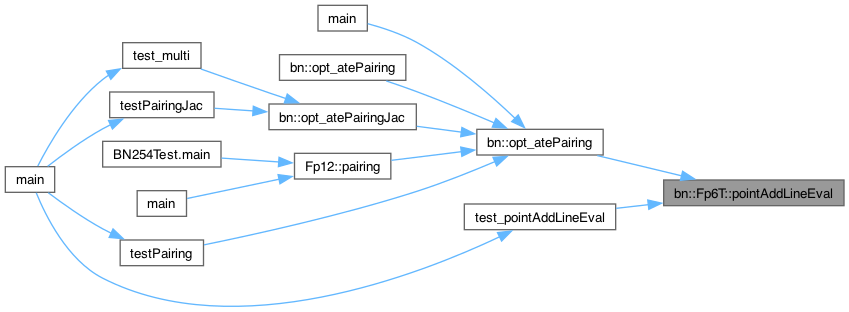 main
test_multi
bn::opt_atePairing
testPairingJac
bn::opt_atePairingJac
bn::opt_atePairing
BN254Test.main
Fp12::pairing
main
main
bn::Fp6T::pointAddLineEval
test_pointAddLineEval
testPairing